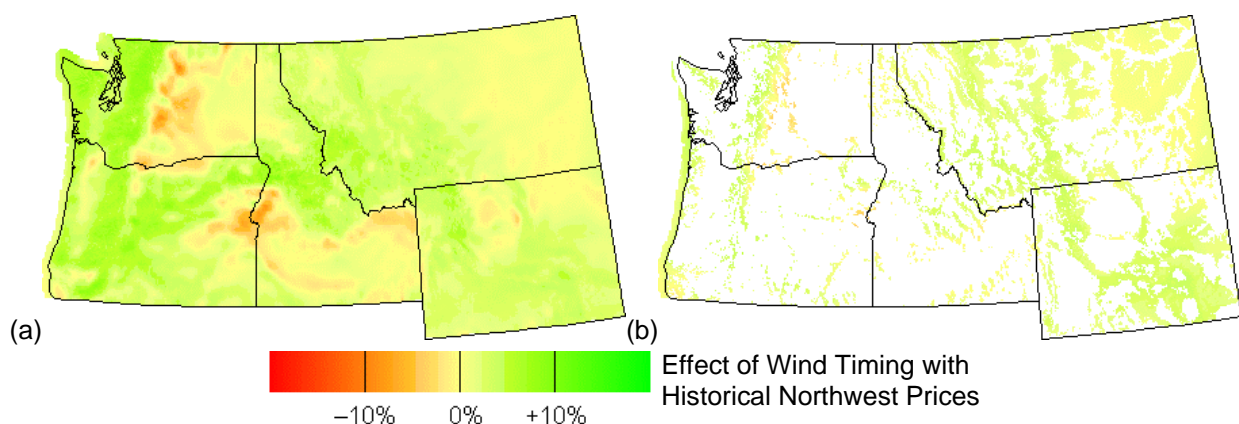 (a)
(b)
Effect of Wind Timing with
Historical Northwest Prices
–10% 0% +10%